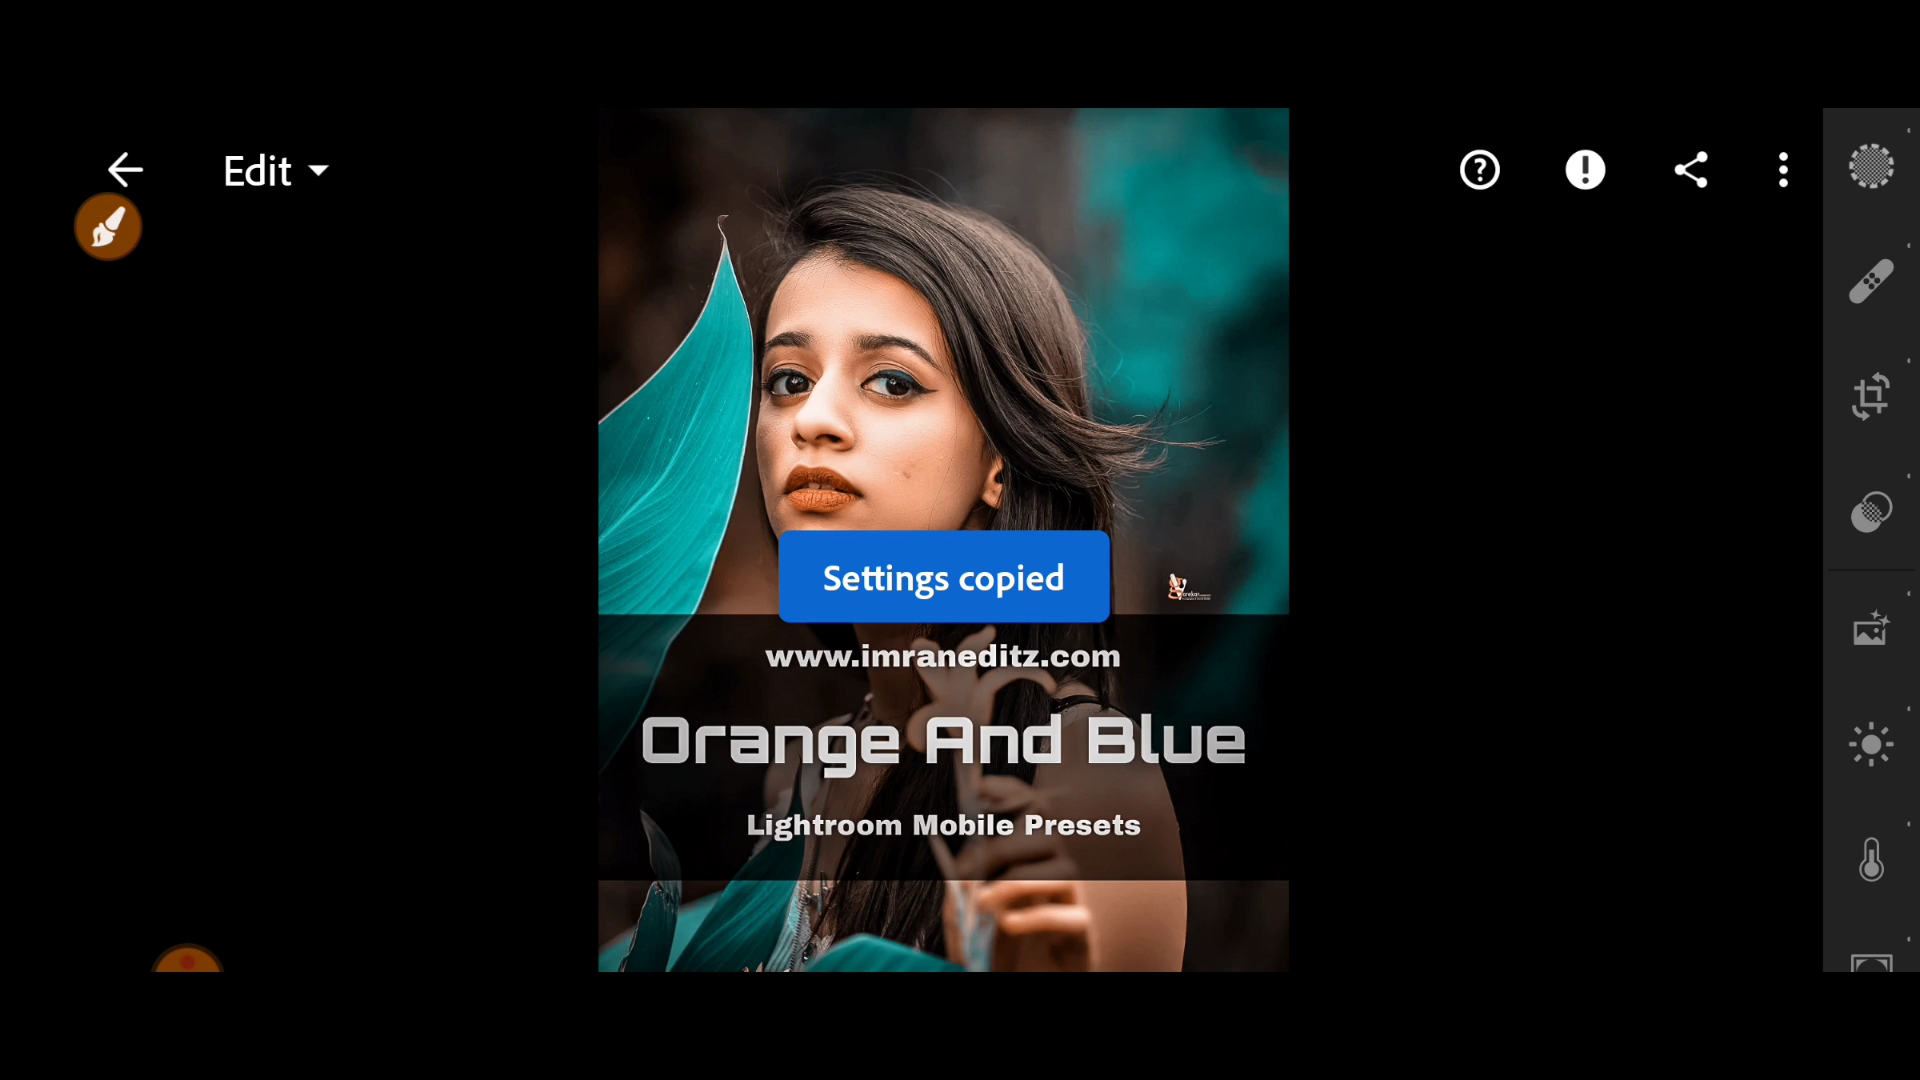 Edit
Settings copied
www.imraneditz.com
Orange And Blue
Lightroom Mobile Presets